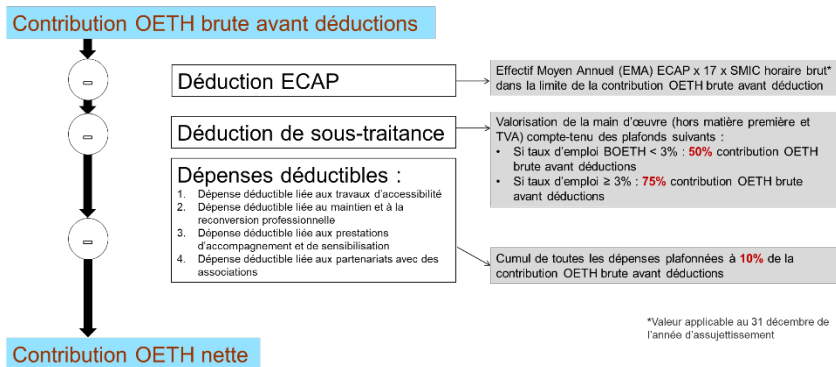 Contribution OETH brute avant déductions
-
Déduction ECAP
Effectif Moyen Annuel (EMA) ECAP x 17 x SMIC horaire brut*
dans la limite de la contribution OETH brute avant déduction
-
Déduction de sous-traitance
Valorisation de la main d'œuvre (hors matière première et
TVA) compte-tenu des plafonds suivants :
• Si taux d'emploi BOETH < 3% : 50% contribution OETH
brute avant déductions
• Si taux d'emploi ≥ 3% : 75% contribution OETH brute
avant déductions
Dépenses déductibles :
1. Dépense déductible liée aux travaux d'accessibilité
2. Dépense déductible liée au maintien et à la
reconversion professionnelle
3. Dépense déductible liée aux prestations
d'accompagnement et de sensibilisation
4. Dépense déductible liée aux partenariats avec des
associations
-
Cumul de toutes les dépenses plafonnées à 10% de la
contribution OETH brute avant déductions
*Valeur applicable au 31 décembre de
l'année d'assujettissement
Contribution OETH nette